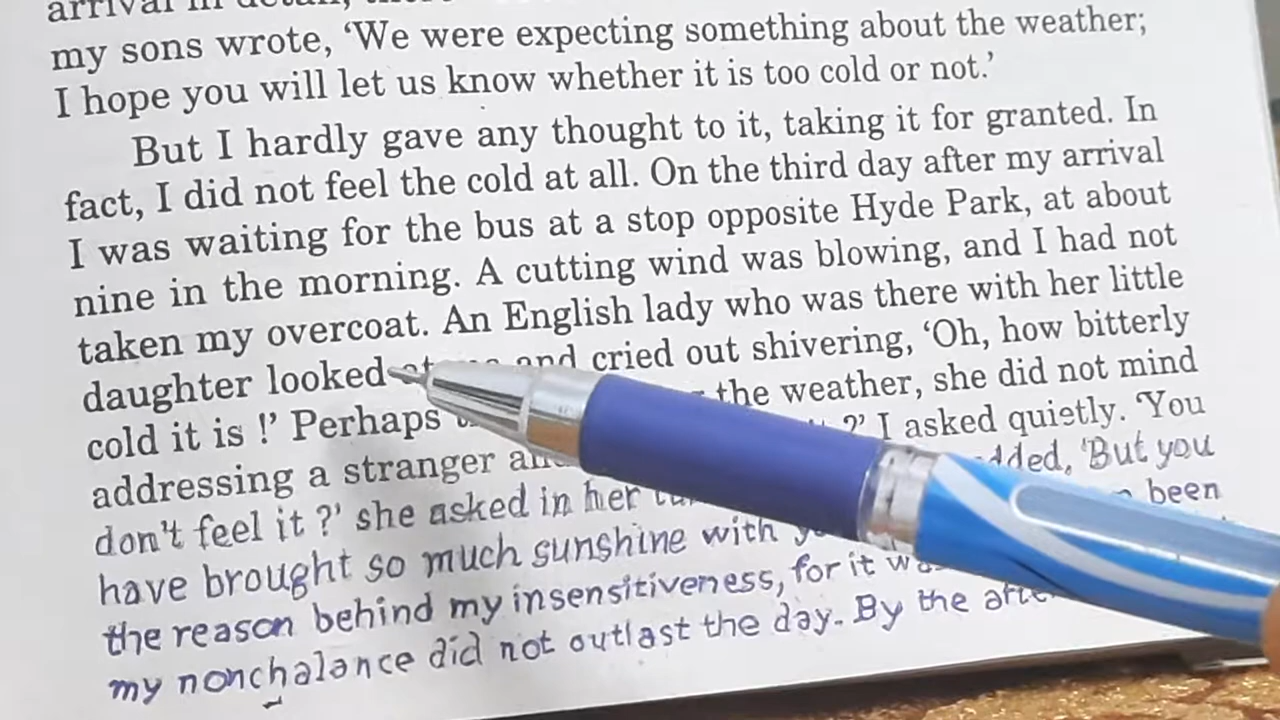 arrival in detail,
my sons wrote, ‘We were expecting something about the weather;
I hope you will let us know whether it is too cold or not.’
But I hardly gave any thought to it, taking it for granted. In
fact, I did not feel the cold at all. On the third day after my arrival
I was waiting for the bus at a stop opposite Hyde Park, at about
nine in the morning. A cutting wind was blowing, and I had not
taken my overcoat. An English lady who was there with her little
daughter looked at and cried out shivering, ‘Oh, how bitterly
cold it is !’ Perhaps the weather, she did not mind
addressing a stranger ?’ I asked quietly. ‘You
don't feel it ?’ she asked in her 'But you
have brought so much sunshine with been
the reason behind my insensitiveness, for it
my nonchalance did not outlast the day. By the